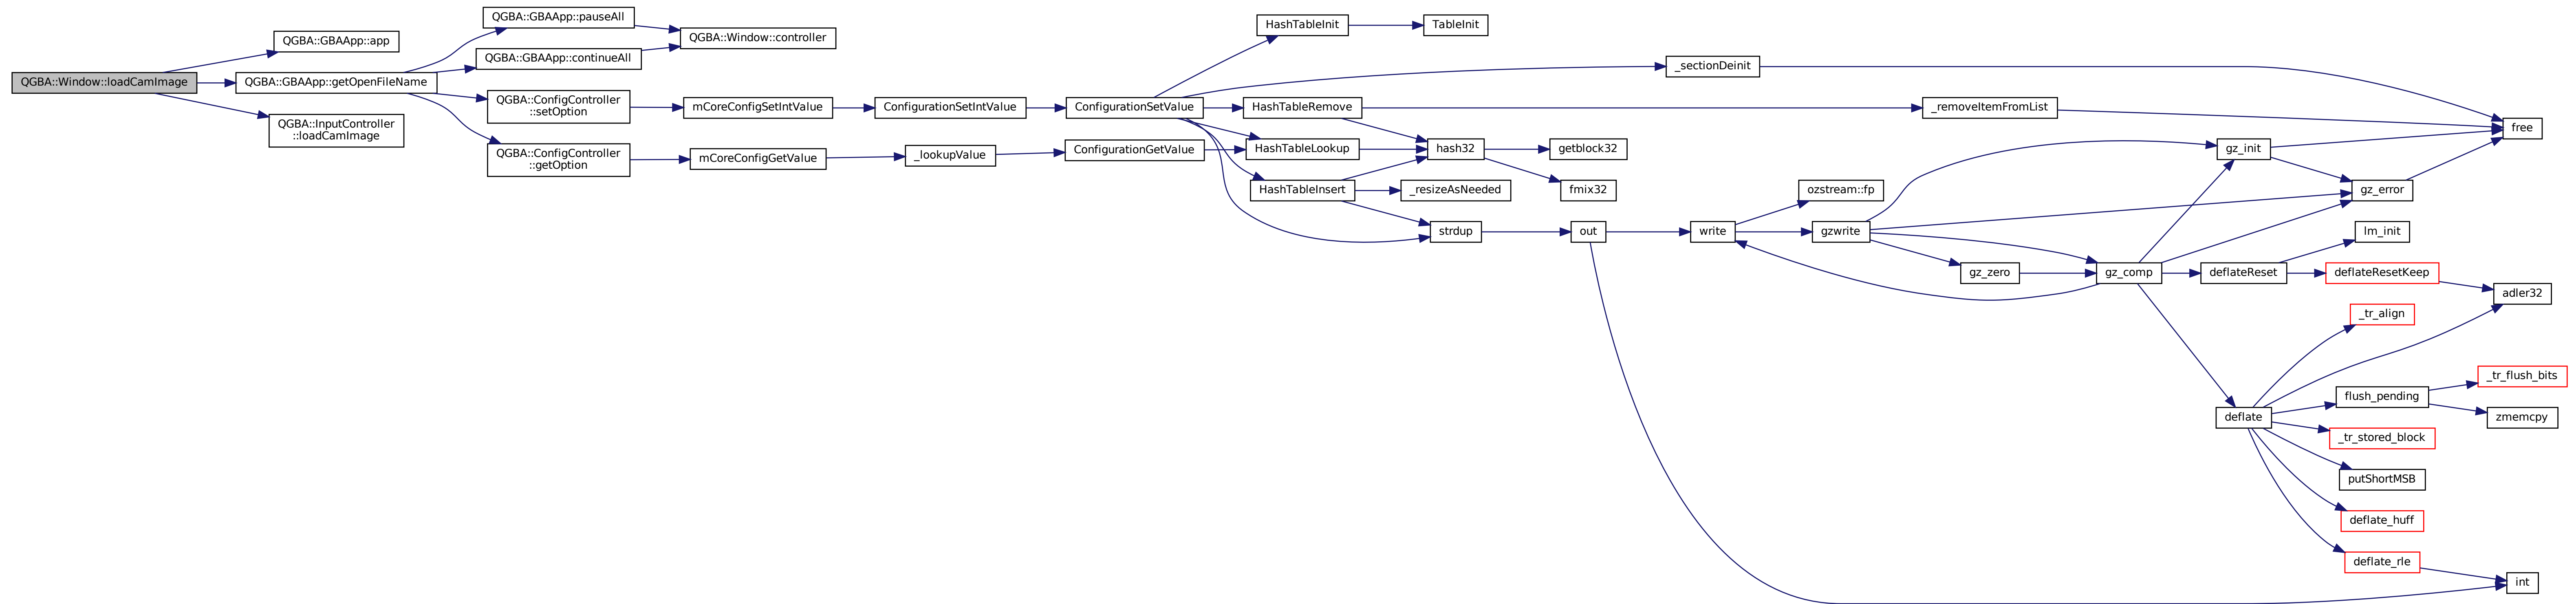 QGBA::Window::loadCamImage
QGBA::GBAApp::app
QGBA::GBAApp::getOpenFileName
QGBA::InputController
::loadCamImage
QGBA::GBAApp::pauseAll
QGBA::GBAApp::continueAll
QGBA::ConfigController
::setOption
QGBA::ConfigController
::getOption
QGBA::Window::controller
mCoreConfigSetIntValue
mCoreConfigGetValue
ConfigurationSetIntValue
_lookupValue
ConfigurationSetValue
ConfigurationGetValue
HashTableInit
HashTableRemove
HashTableLookup
HashTableInsert
TableInit
hash32
_resizeAsNeeded
strdup
getblock32
fmix32
out
_sectionDeinit
write
ozstream::fp
gzwrite
_removeItemFromList
gz_zero
gz_comp
gz_init
deflateReset
deflate
gz_error
lm_init
deflateResetKeep
_tr_align
flush_pending
_tr_stored_block
putShortMSB
deflate_huff
deflate_rle
free
adler32
_tr_flush_bits
zmemcpy
int